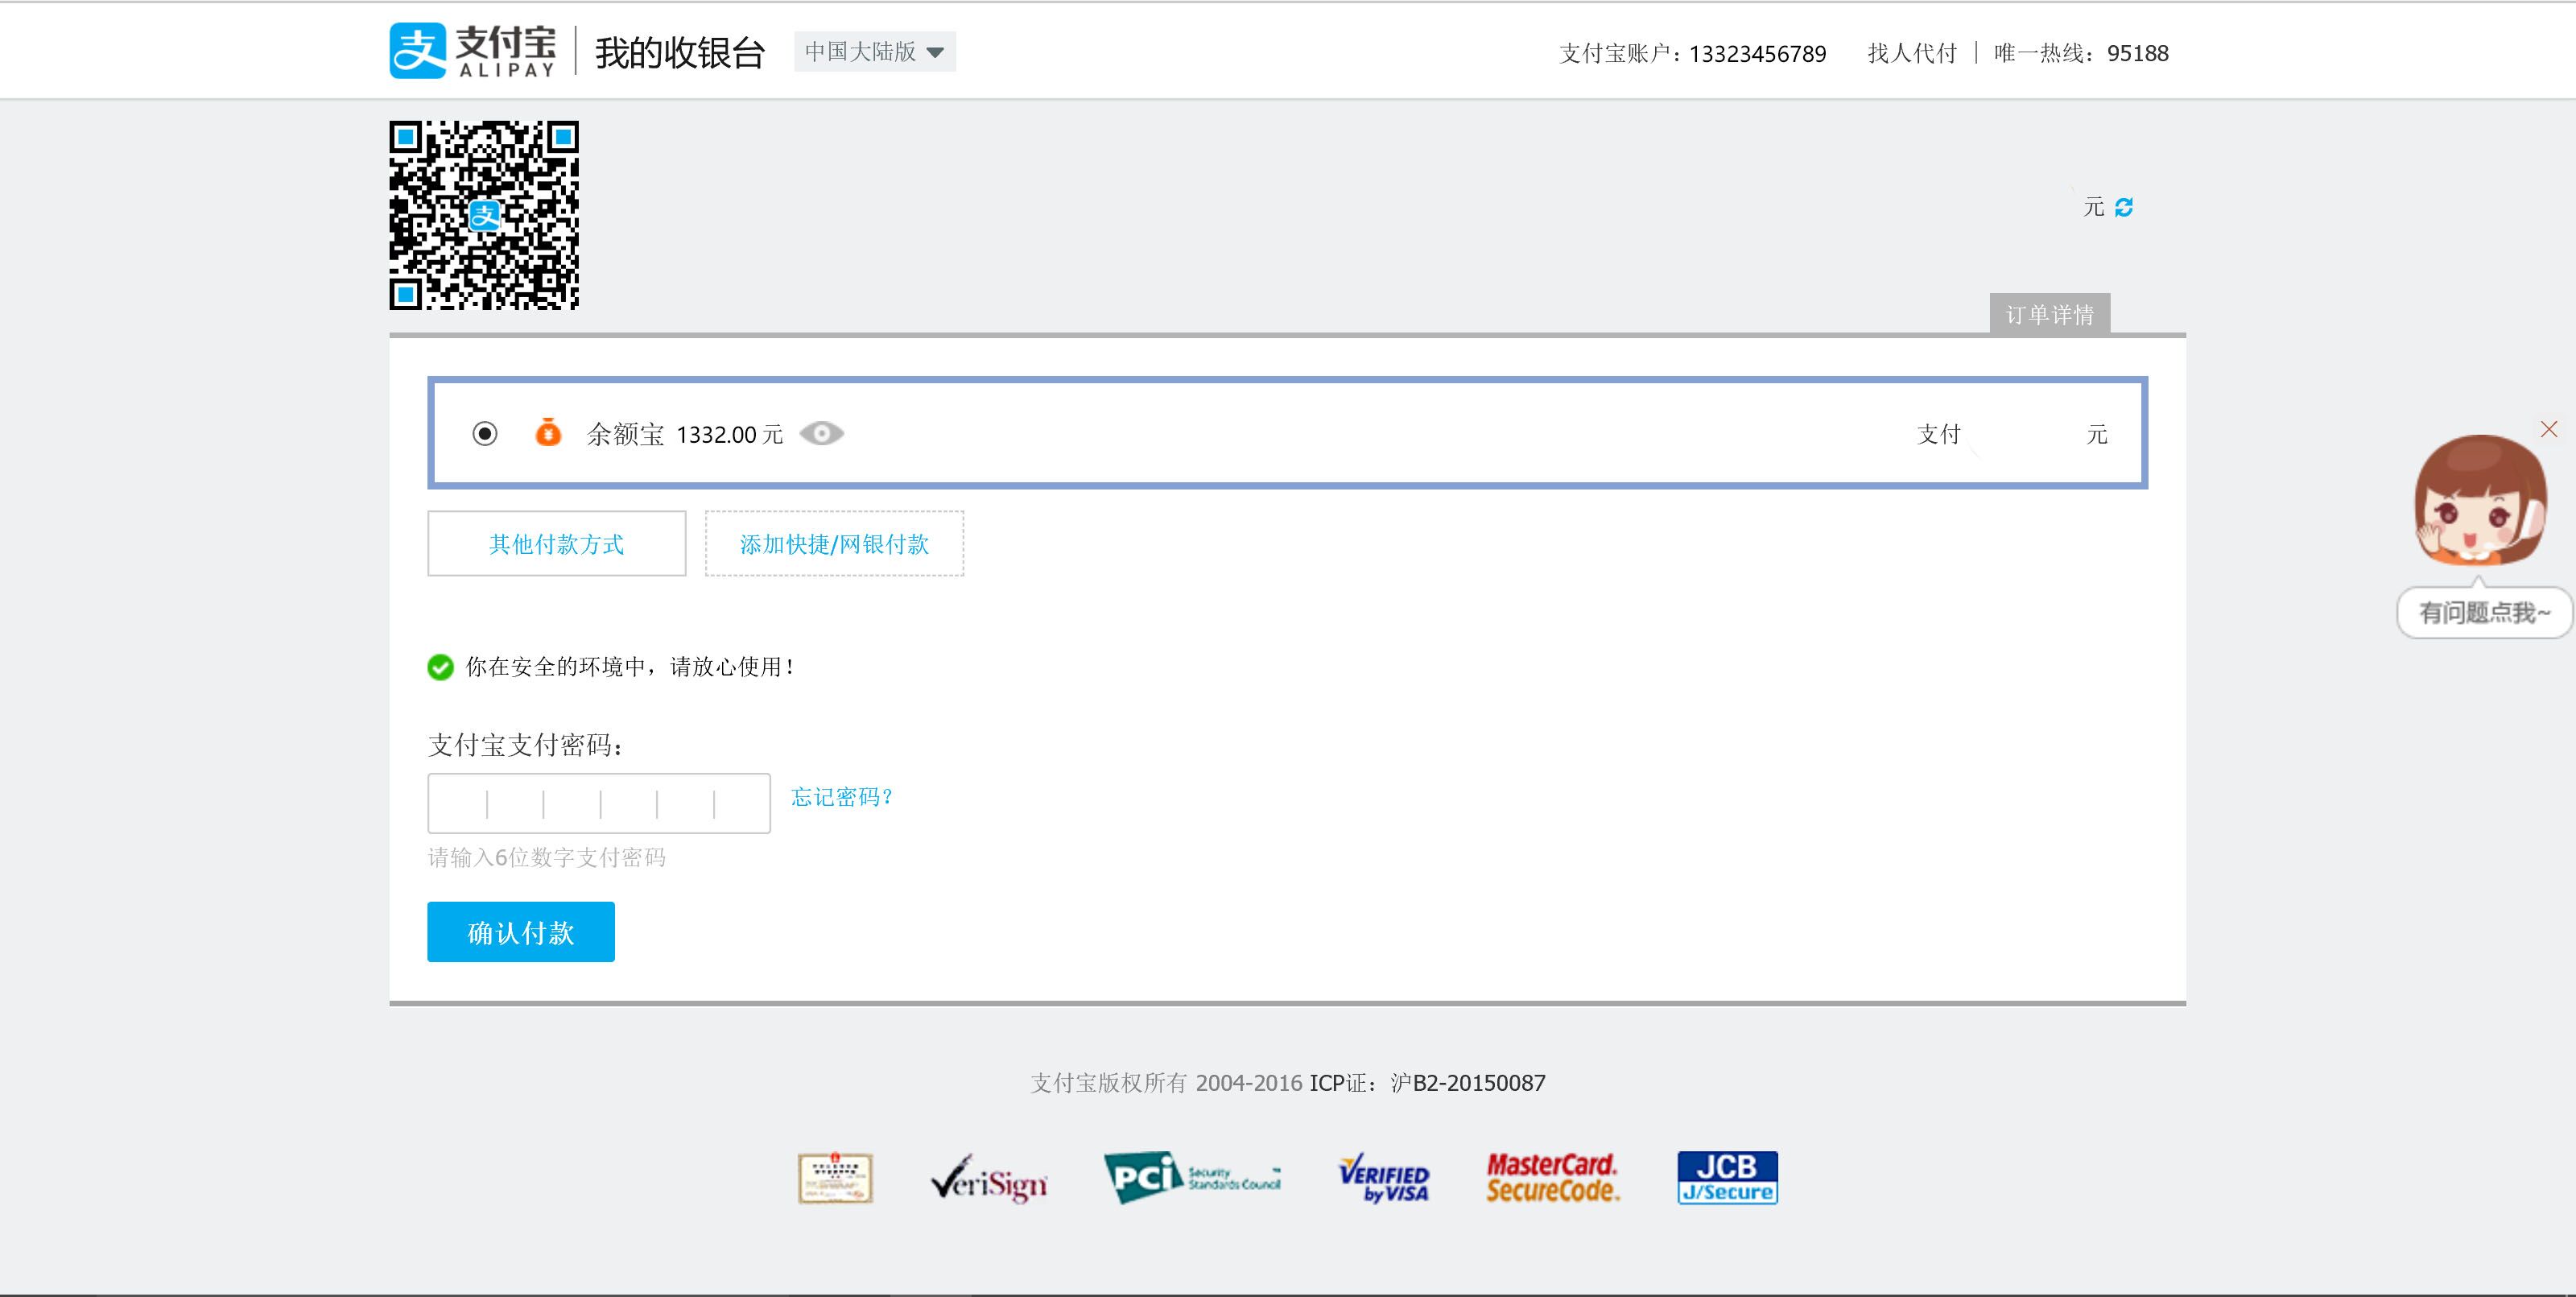 支付宝 ALIPAY 我的收银台 中国大陆版 支付宝账户: 13323456789 找人代付 唯一热线: 95188
支
元
订单详情
余额宝 1332.00 元 支付 元
其他付款方式 添加快捷/网银付款
有问题点我~
你在安全的环境中，请放心使用!
支付宝支付密码：
忘记密码?
请输入6位数字支付密码
确认付款
支付宝版权所有 2004-2016 ICP证：沪B2-20150087
VeriSign PCI Security Standards Council VERIFIED by VISA MasterCard. SecureCode. JCB J/Secure